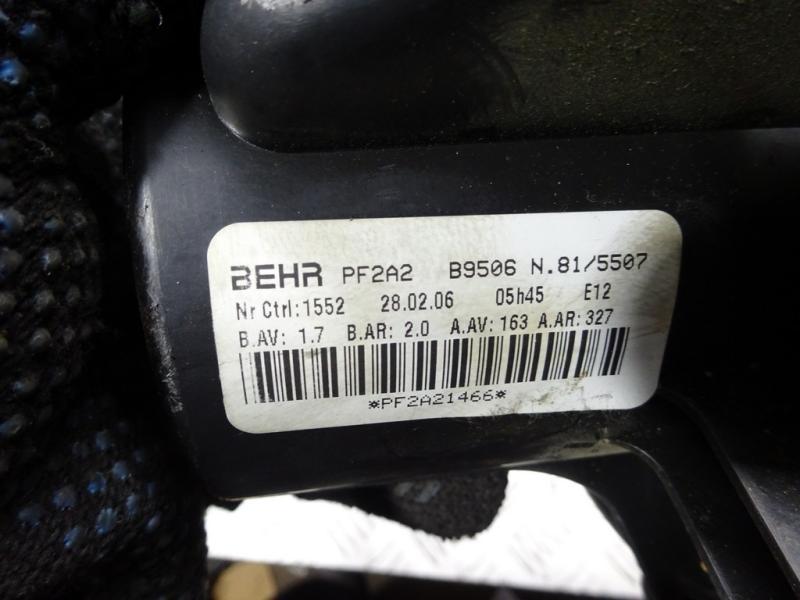 BEHR PF2A2 B9506 N.81/5507
Nr Ctrl:1552 28.02.06 05h45 E12
B.AV: 1.7 B.AR: 2.0 A.AV: 163 A.AR: 327
*PF2A21466*